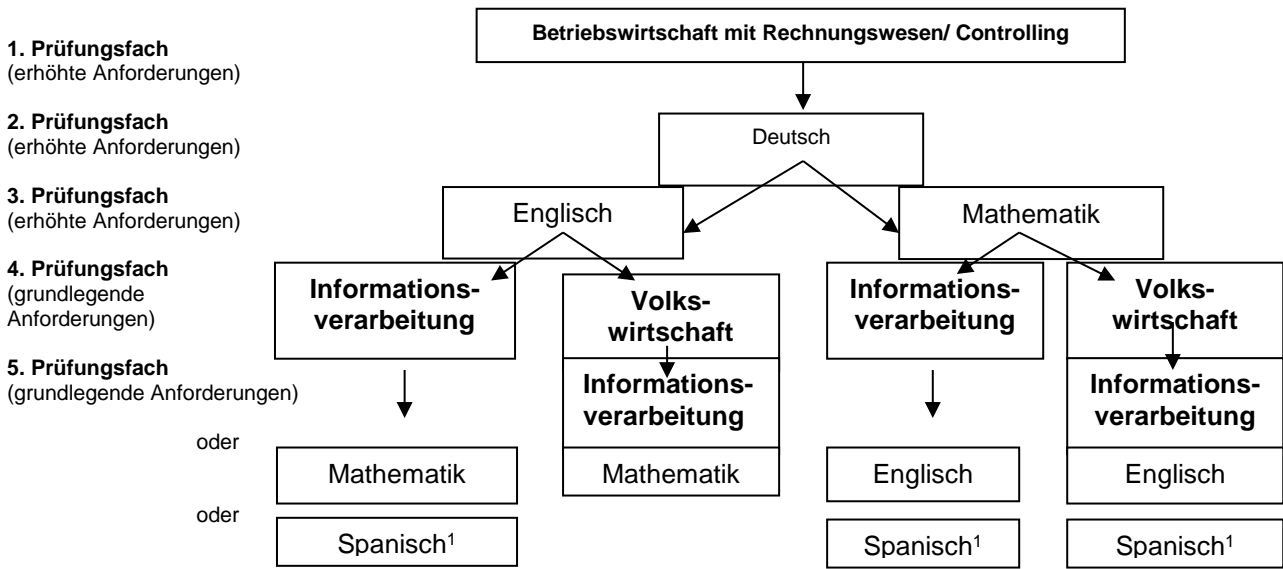 Betriebswirtschaft mit Rechnungswesen/ Controlling
1. Prüfungsfach
(erhöhte Anforderungen)
2. Prüfungsfach
(erhöhte Anforderungen)
Deutsch
3. Prüfungsfach
(erhöhte Anforderungen)
Englisch
Mathematik
4. Prüfungsfach
(grundlegende
Anforderungen)
Informations-
verarbeitung
Volks-
wirtschaft
Informations-
verarbeitung
Volks-
wirtschaft
5. Prüfungsfach
(grundlegende Anforderungen)
Informations-
verarbeitung
Informations-
verarbeitung
oder
Mathematik
Mathematik
Englisch
Englisch
oder
Spanisch¹
Spanisch¹
Spanisch¹